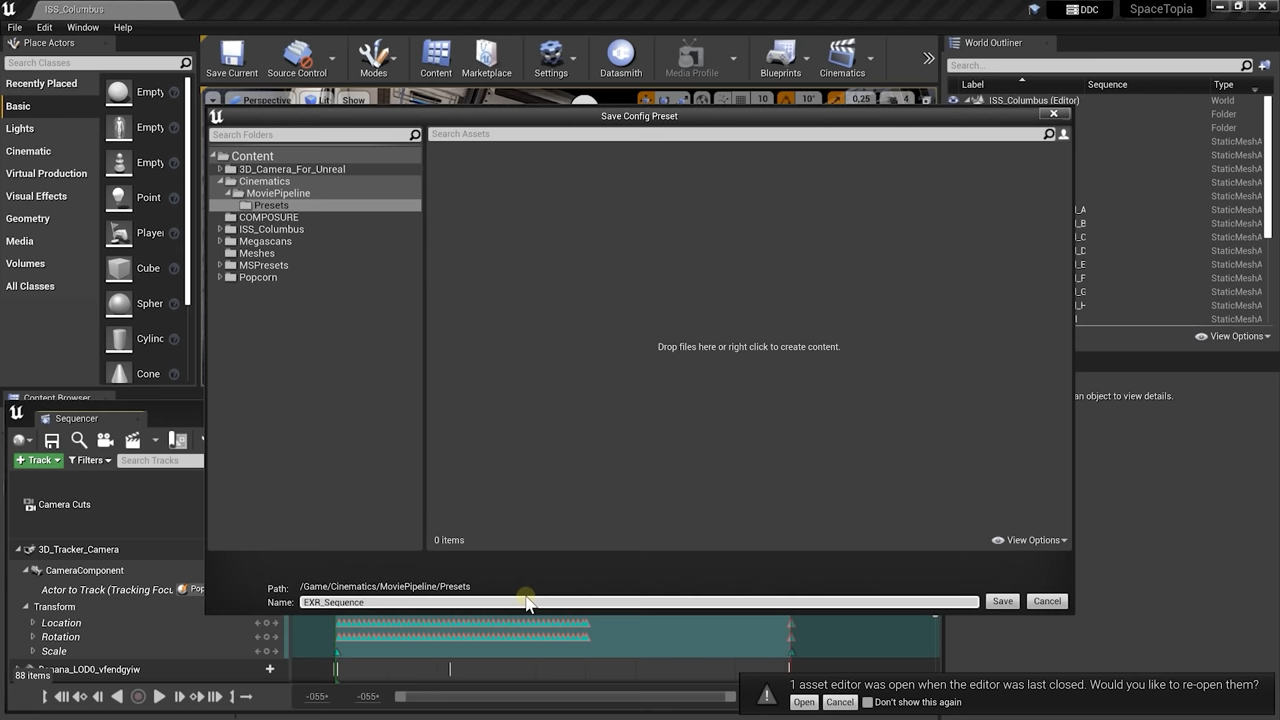 ISS_Columbus
DDC
SpaceTopia
File Edit Window Help
Place Actors
Search Classes
Recently Placed
Basic
Lights
Cinematic
Virtual Production
Visual Effects
Geometry
Media
Volumes
All Classes
Empty
Empty
Empty
Point
Player
Cube
Spher
Cylinc
Cone
Save Current
Source Control
Modes
Content
Marketplace
Settings
Datasmith
Media Profile
Blueprints
Cinematics
Perspective
Lit
Show
10
10°
0,25
4
World Outliner
Search...
Label Sequence Type
ISS_Columbus (Editor) World
Folder
Folder
StaticMeshA
StaticMeshA
StaticMeshA
StaticMeshA
StaticMeshA
_A StaticMeshA
_B StaticMeshA
_C StaticMeshA
_D StaticMeshA
_E StaticMeshA
_F StaticMeshA
_G StaticMeshA
_H StaticMeshA
StaticMeshA
View Options
an object to view details.
Save Config Preset
Search Folders
Search Assets
Content
3D_Camera_For_Unreal
Cinematics
MoviePipeline
Presets
COMPOSURE
ISS_Columbus
Megascans
Meshes
MSPresets
Popcorn
Drop files here or right click to create content.
0 items
View Options
Path: /Game/Cinematics/MoviePipeline/Presets
Name: EXR_Sequence
Save
Cancel
Content Browser
Sequencer
+ Track
Filters
Search Tracks
Camera Cuts
3D_Tracker_Camera
CameraComponent
Actor to Track (Tracking Focu
Transform
Location
Rotation
Scale
Banana_LOD0_vfendgyiw
88 items
-055+
-055+
1 asset editor was open when the editor was last closed. Would you like to re-open them?
Open
Cancel
Don't show this again